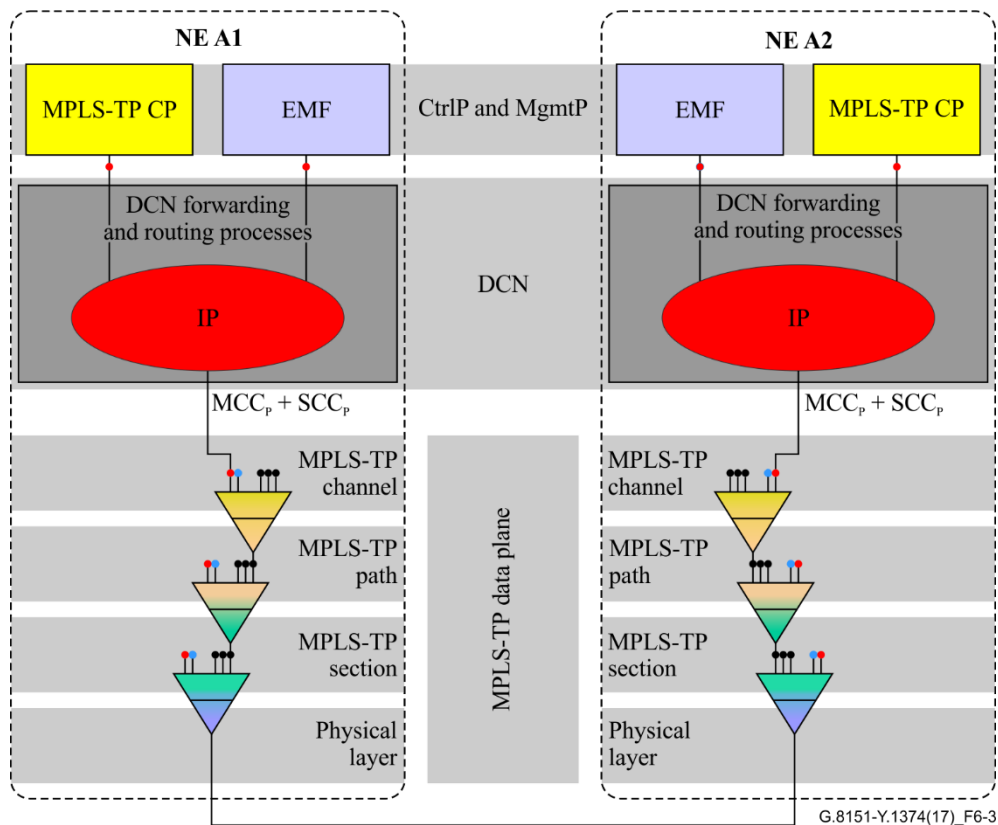 NE A1
NE A2
MPLS-TP CP
EMF
CtrlP and MgmtP
EMF
MPLS-TP CP
DCN forwarding
and routing processes
DCN
DCN forwarding
and routing processes
IP
IP
MCCP + SCCP
MCCP + SCCP
MPLS-TP
channel
MPLS-TP
path
MPLS-TP
section
Physical
layer
MPLS-TP data plane
MPLS-TP
channel
MPLS-TP
path
MPLS-TP
section
Physical
layer
G.8151-Y.1374(17)_F6-3